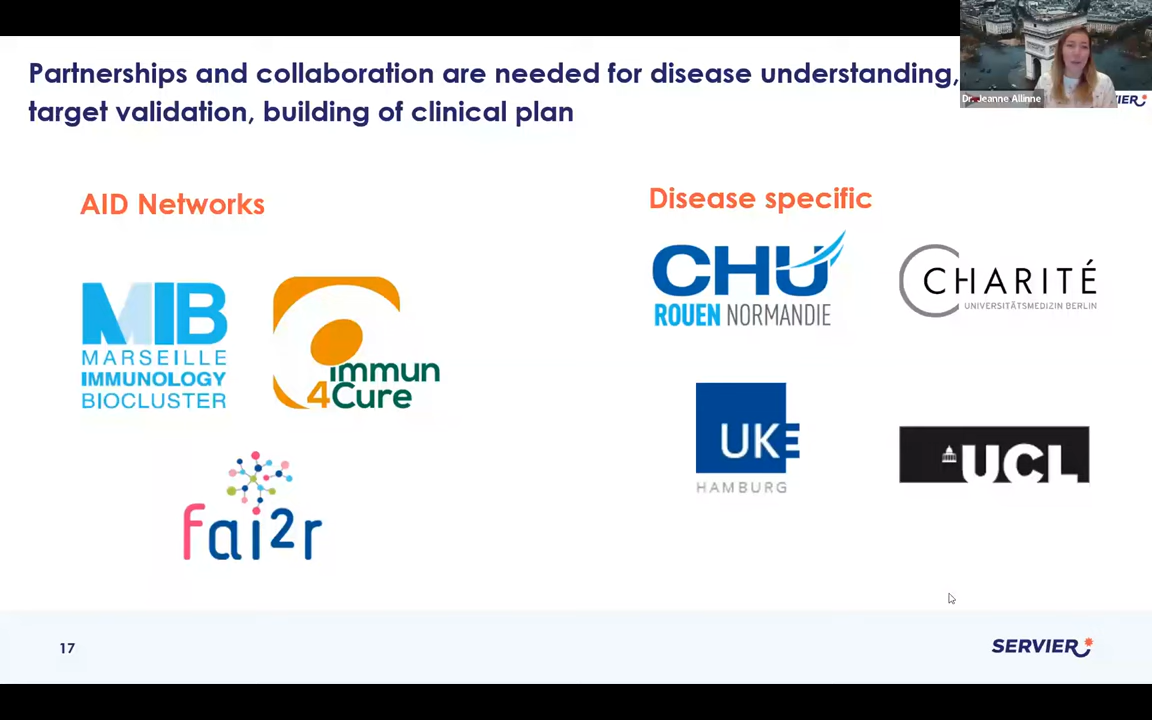 Partnerships and collaboration are needed for disease understanding,
target validation, building of clinical plan
Dr. Jeanne Allinne
IER
AID Networks
Disease specific
MIB
MARSEILLE
IMMUNOLOGY
BIOCLUSTER
immun
4Cure
fai2r
CHU
ROUEN NORMANDIE
CHARITÉ
UNIVERSITÄTSMEDIZIN BERLIN
UKE
HAMBURG
UCL
17
SERVIER